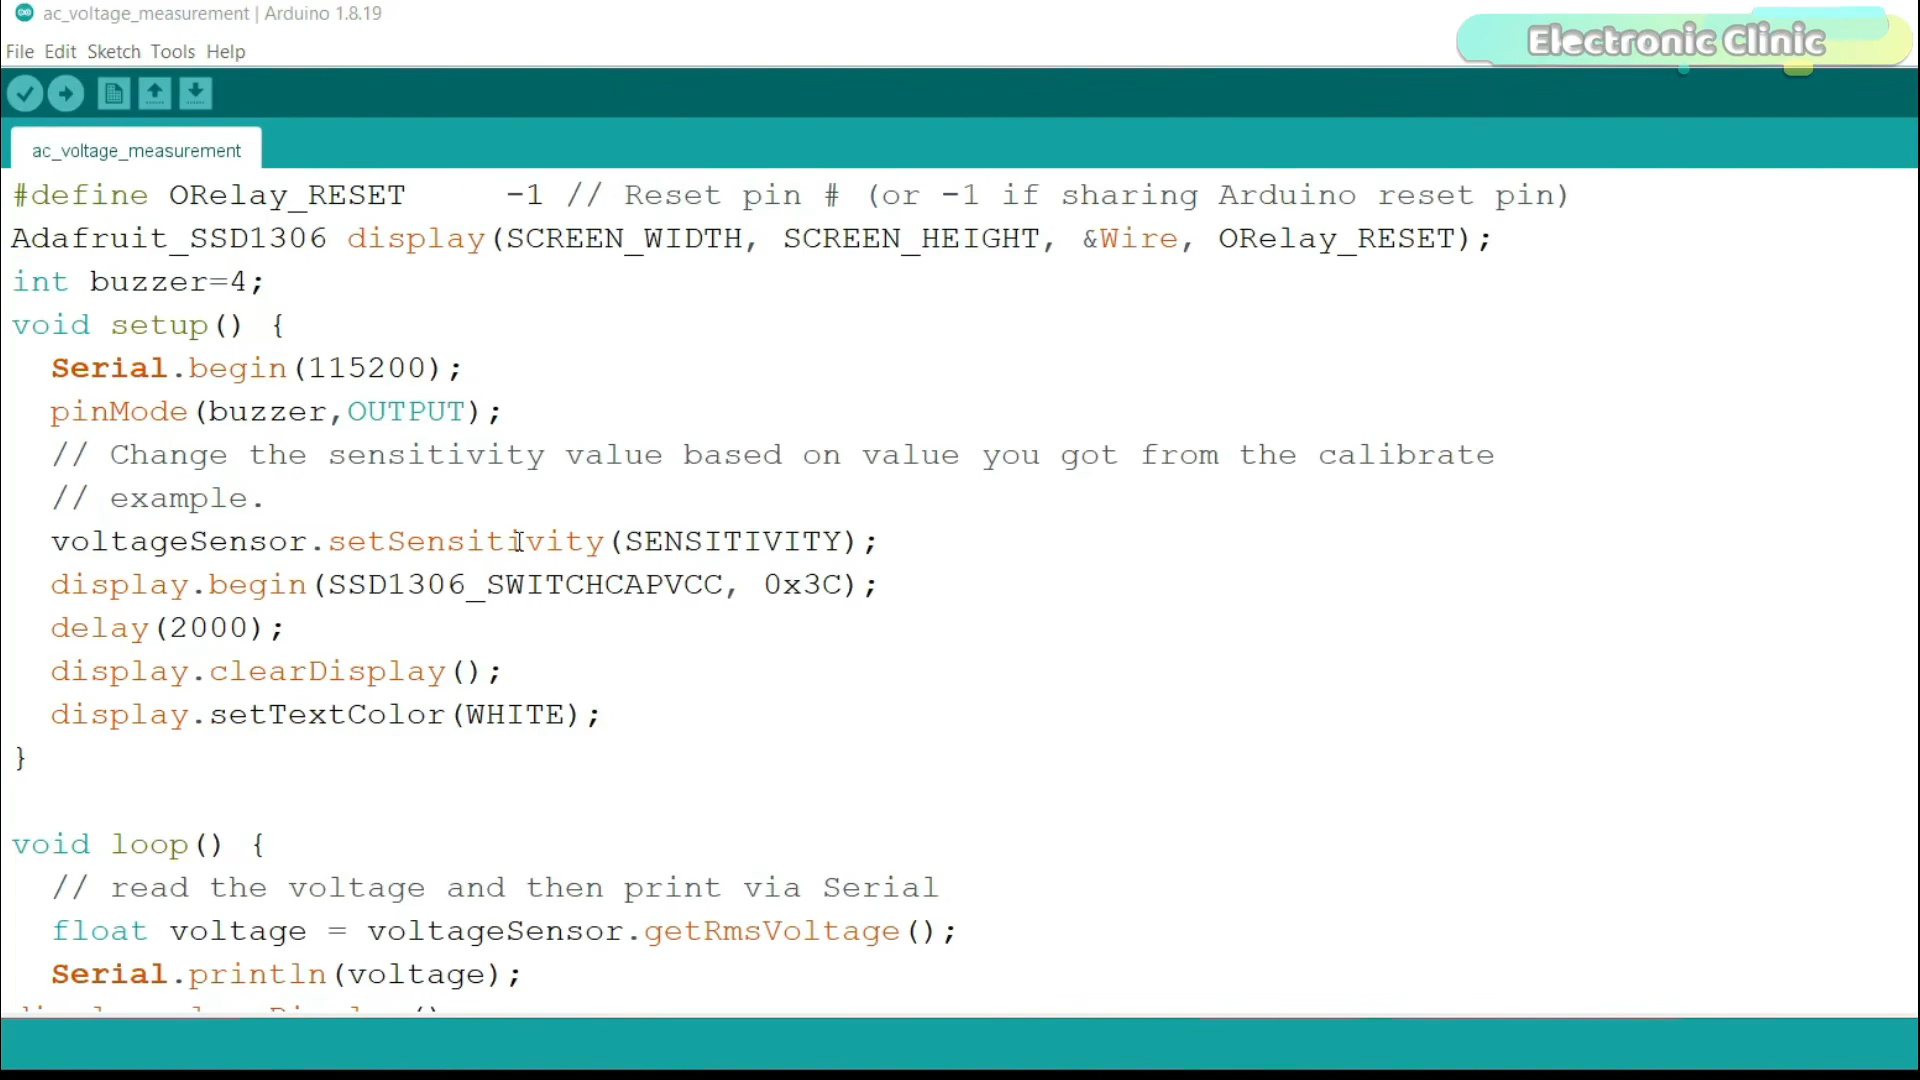 ac_voltage_measurement | Arduino 1.8.19
Electronic Clinic
File Edit Sketch Tools Help
ac_voltage_measurement
#define ORelay_RESET     -1 // Reset pin # (or -1 if sharing Arduino reset pin)
Adafruit_SSD1306 display(SCREEN_WIDTH, SCREEN_HEIGHT, &Wire, ORelay_RESET);
int buzzer=4;
void setup() {
  Serial.begin(115200);
  pinMode(buzzer,OUTPUT);
  // Change the sensitivity value based on value you got from the calibrate
  // example.
  voltageSensor.setSensitivity(SENSITIVITY);
  display.begin(SSD1306_SWITCHCAPVCC, 0x3C);
  delay(2000);
  display.clearDisplay();
  display.setTextColor(WHITE);
}
void loop() {
  // read the voltage and then print via Serial
  float voltage = voltageSensor.getRmsVoltage();
  Serial.println(voltage);